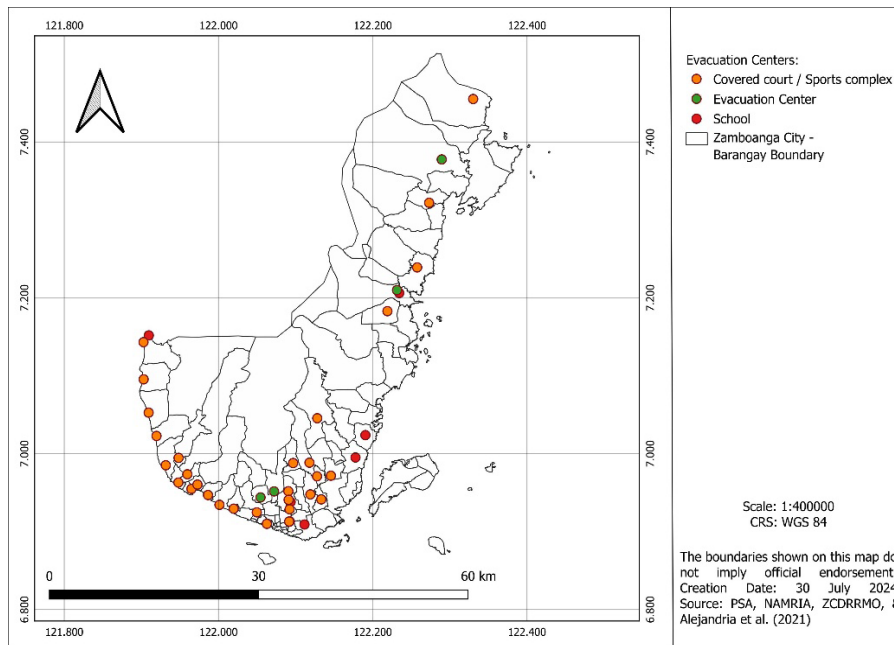 121.800 122.000 122.200 122.400
7.400 7.400
7.200 7.200
7.000 7.000
6.800 6.800
0 30 60 km
121.800 122.000 122.200 122.400
Evacuation Centers:
Covered court / Sports complex
Evacuation Center
School
Zamboanga City -
Barangay Boundary
Scale: 1:400000
CRS: WGS 84
The boundaries shown on this map do
not imply official endorsement
Creation Date: 30 July 2024
Source: PSA, NAMRIA, ZCDRRMO, &
Alejandria et al. (2021)